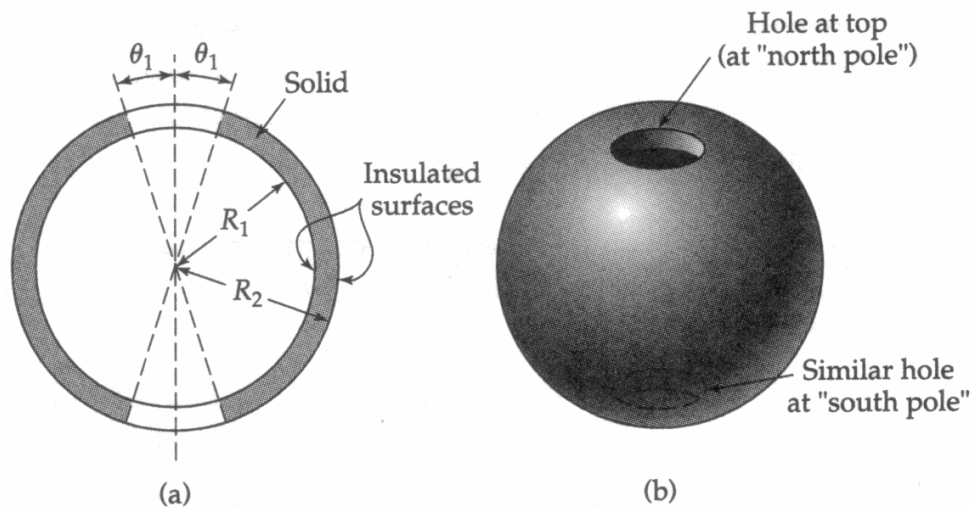 θ1 θ1
Solid
Insulated
surfaces
R1
R2
(a)
Hole at top
(at "north pole")
Similar hole
at "south pole"
(b)